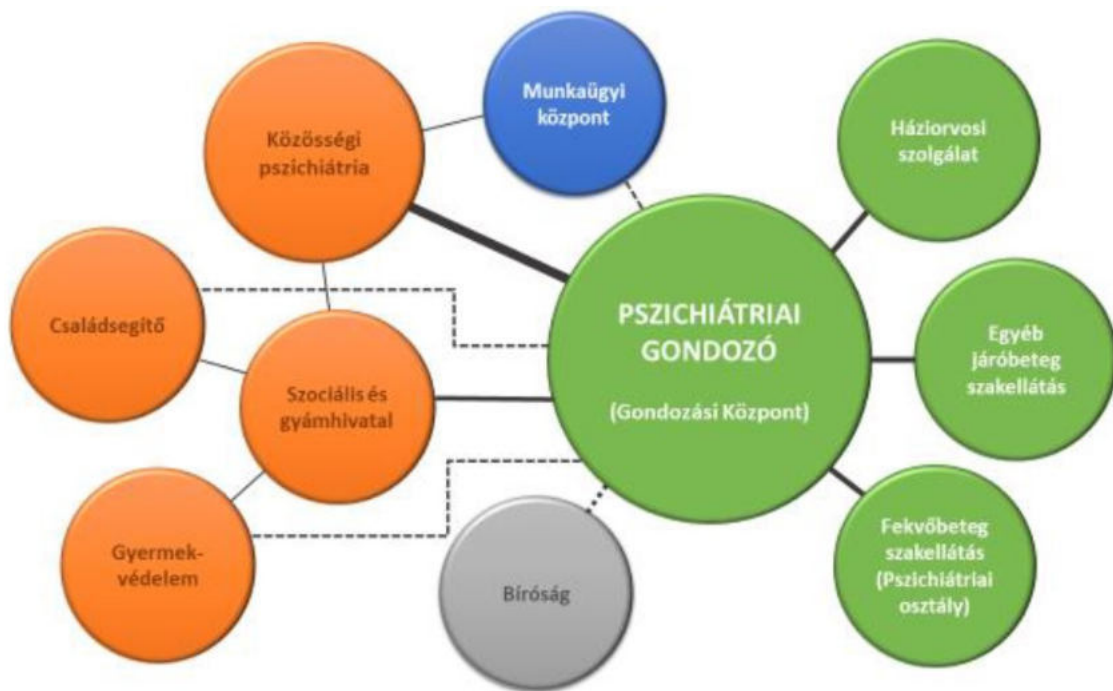 Munkaügyi
központ
Közösségi
pszichiátria
Háziorvosi
szolgálat
Családsegítő
PSZICHIÁTRIAI
GONDOZÓ
(Gondozási Központ)
Egyéb
járóbeteg
szakellátás
Szociális és
gyámhivatal
Gyermek-
védelem
Bíróság
Fekvőbeteg
szakellátás
(Pszichiátriai
osztály)